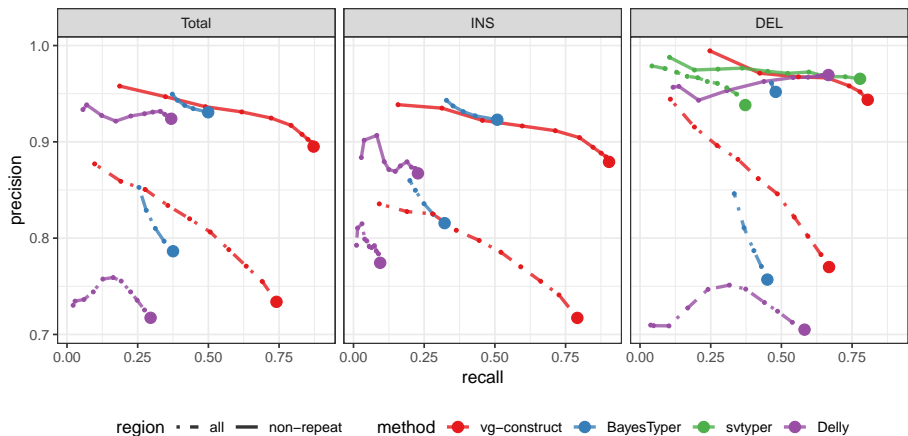 Total INS DEL
1.0
0.9
0.8
0.7
precision
0.00 0.25 0.50 0.75 0.00 0.25 0.50 0.75 0.00 0.25 0.50 0.75
recall
region all non-repeat method vg-construct BayesTyper svtyper Delly